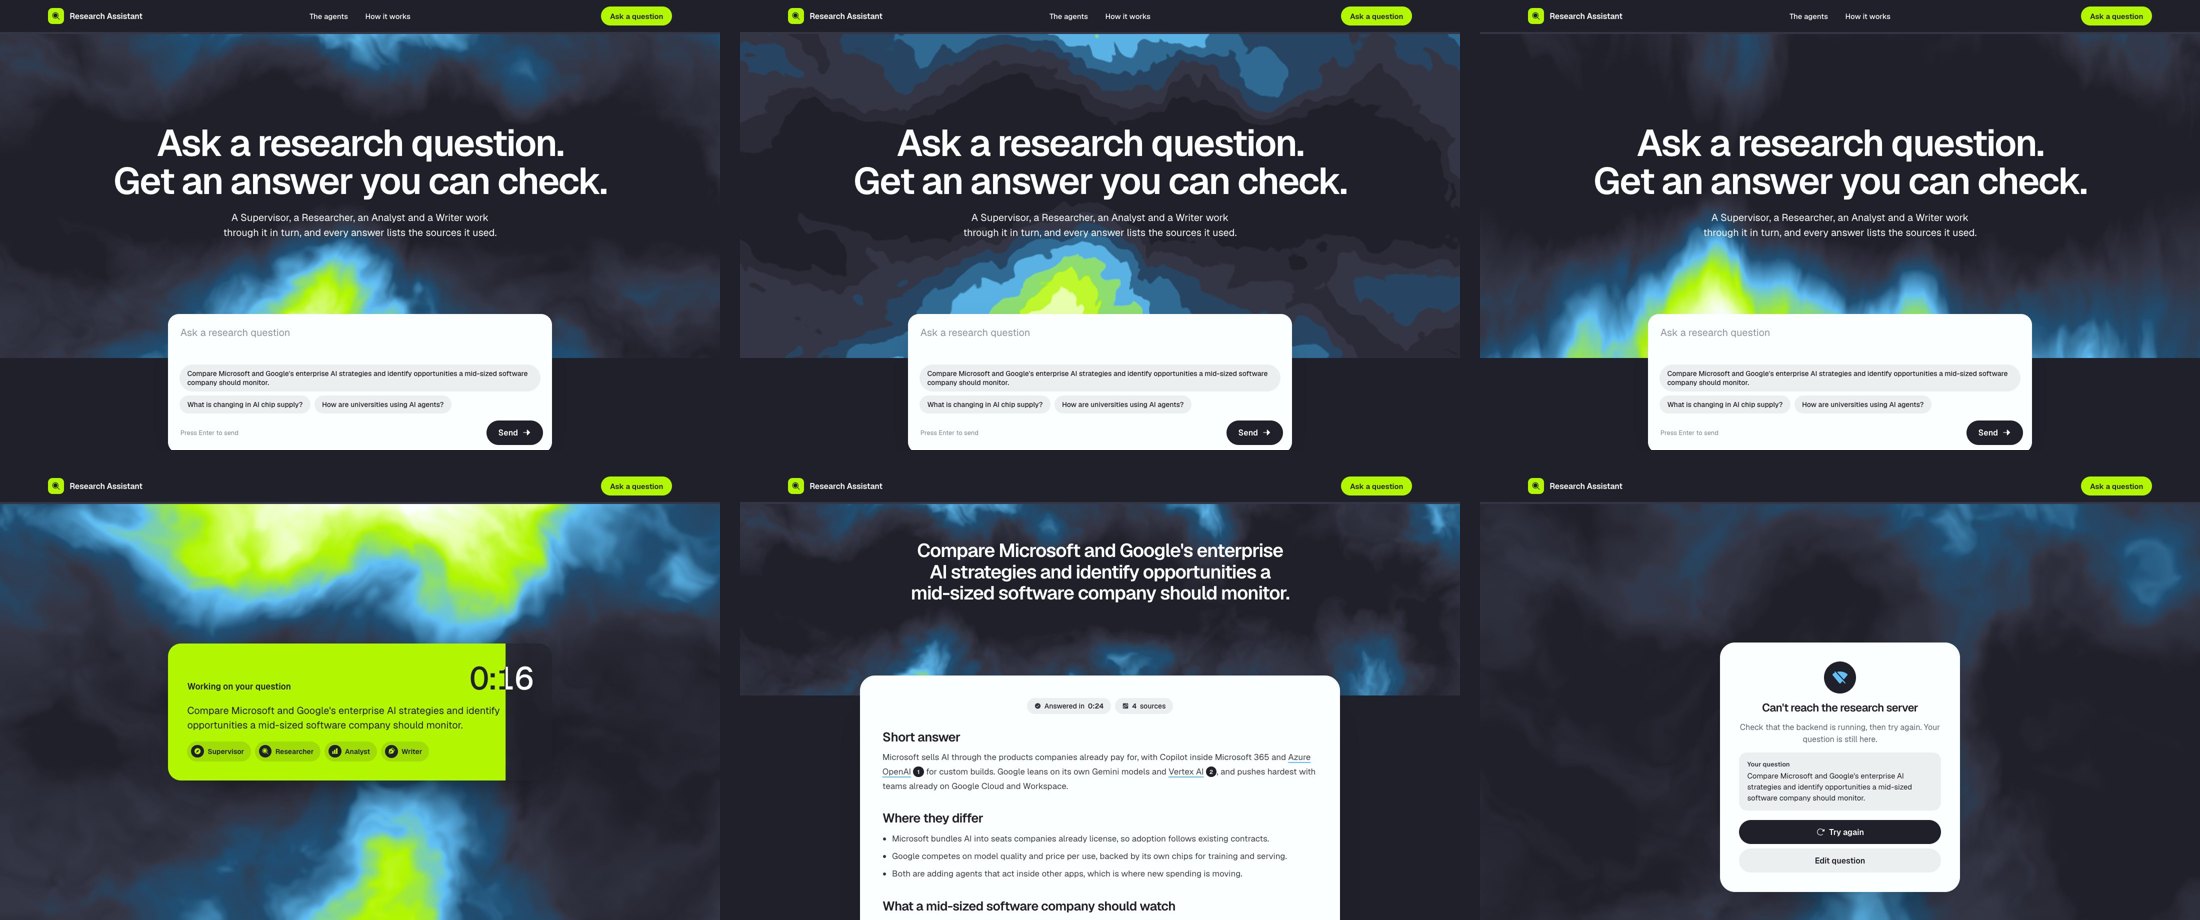 Research Assistant
The agents
How it works
Ask a question
Ask a research question.
Get an answer you can check.
A Supervisor, a Researcher, an Analyst and a Writer work
through it in turn, and every answer lists the sources it used.
Ask a research question
Compare Microsoft and Google's enterprise AI strategies and identify opportunities a mid-sized software
company should monitor.
What is changing in AI chip supply?
How are universities using AI agents?
Press Enter to send
Send
Research Assistant
The agents
How it works
Ask a question
Ask a research question.
Get an answer you can check.
A Supervisor, a Researcher, an Analyst and a Writer work
through it in turn, and every answer lists the sources it used.
Ask a research question
Compare Microsoft and Google's enterprise AI strategies and identify opportunities a mid-sized software
company should monitor.
What is changing in AI chip supply?
How are universities using AI agents?
Press Enter to send
Send
Research Assistant
The agents
How it works
Ask a question
Ask a research question.
Get an answer you can check.
A Supervisor, a Researcher, an Analyst and a Writer work
through it in turn, and every answer lists the sources it used.
Ask a research question
Compare Microsoft and Google's enterprise AI strategies and identify opportunities a mid-sized software
company should monitor.
What is changing in AI chip supply?
How are universities using AI agents?
Press Enter to send
Send
Research Assistant
Ask a question
0:16
Working on your question
Compare Microsoft and Google's enterprise AI strategies and identify
opportunities a mid-sized software company should monitor.
Supervisor
Researcher
Analyst
Writer
Research Assistant
Ask a question
Compare Microsoft and Google's enterprise
AI strategies and identify opportunities a
mid-sized software company should monitor.
Answered in 0:24
4 sources
Short answer
Microsoft sells AI through the products companies already pay for, with Copilot inside Microsoft 365 and Azure
OpenAI 1 for custom builds. Google leans on its own Gemini models and Vertex AI 2, and pushes hardest with
teams already on Google Cloud and Workspace.
Where they differ
• Microsoft bundles AI into seats companies already license, so adoption follows existing contracts.
• Google competes on model quality and price per use, backed by its own chips for training and serving.
• Both are adding agents that act inside other apps, which is where new spending is moving.
What a mid-sized software company should watch
Research Assistant
Ask a question
Can't reach the research server
Check that the backend is running, then try again. Your
question is still here.
Your question
Compare Microsoft and Google's enterprise AI
strategies and identify opportunities a mid-sized
software company should monitor.
Try again
Edit question